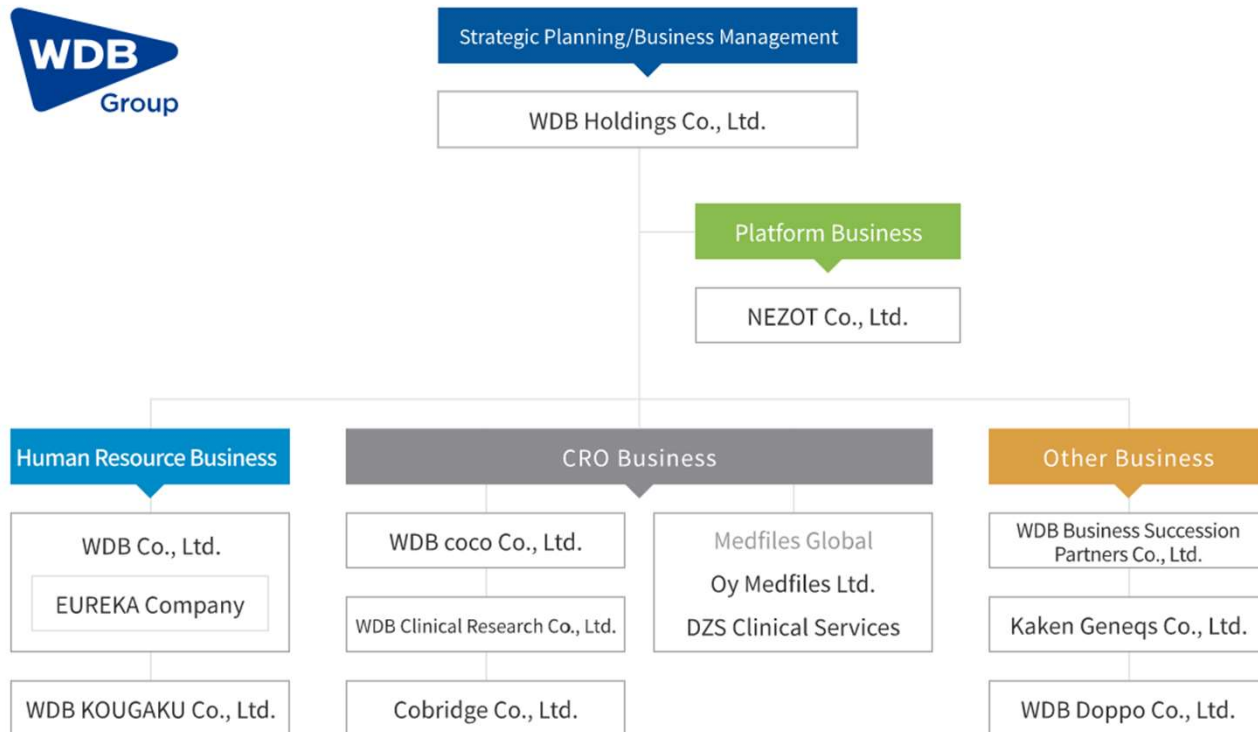 WDB
Group
Strategic Planning/Business Management
WDB Holdings Co., Ltd.
Platform Business
NEZOT Co., Ltd.
Human Resource Business
WDB Co., Ltd.
EUREKA Company
WDB KOUGAKU Co., Ltd.
CRO Business
WDB coco Co., Ltd.
WDB Clinical Research Co., Ltd.
Cobridge Co., Ltd.
Medfiles Global
Oy Medfiles Ltd.
DZS Clinical Services
Other Business
WDB Business Succession
Partners Co., Ltd.
Kaken Geneqs Co., Ltd.
WDB Doppo Co., Ltd.